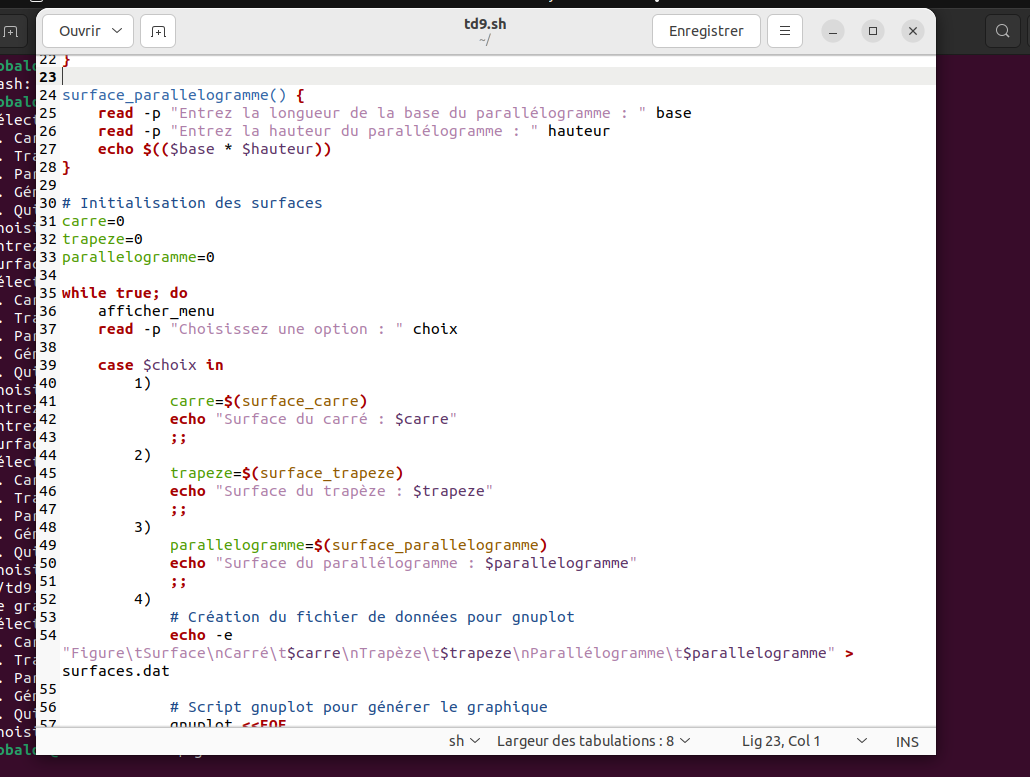 Ouvrir
td9.sh
~/
Enregistrer
22 }
23
24 surface_parallelogramme() {
25 read -p "Entrez la longueur de la base du parallélogramme : " base
26 read -p "Entrez la hauteur du parallélogramme : " hauteur
27 echo $(($base * $hauteur))
28 }
29
30 # Initialisation des surfaces
31 carre=0
32 trapeze=0
33 parallelogramme=0
34
35 while true; do
36 afficher_menu
37 read -p "Choisissez une option : " choix
38
39 case $choix in
40 1)
41 carre=$(surface_carre)
42 echo "Surface du carré : $carre"
43 ;;
44 2)
45 trapeze=$(surface_trapeze)
46 echo "Surface du trapèze : $trapeze"
47 ;;
48 3)
49 parallelogramme=$(surface_parallelogramme)
50 echo "Surface du parallélogramme : $parallelogramme"
51 ;;
52 4)
53 # Création du fichier de données pour gnuplot
54 echo -e
"Figure\tSurface\nCarré\t$carre\nTrapèze\t$trapeze\nParallélogramme\t$parallelogramme" >
surfaces.dat
55
56 # Script gnuplot pour générer le graphique
57 gnuplot <<EOF
sh Largeur des tabulations : 8 Lig 23, Col 1 INS